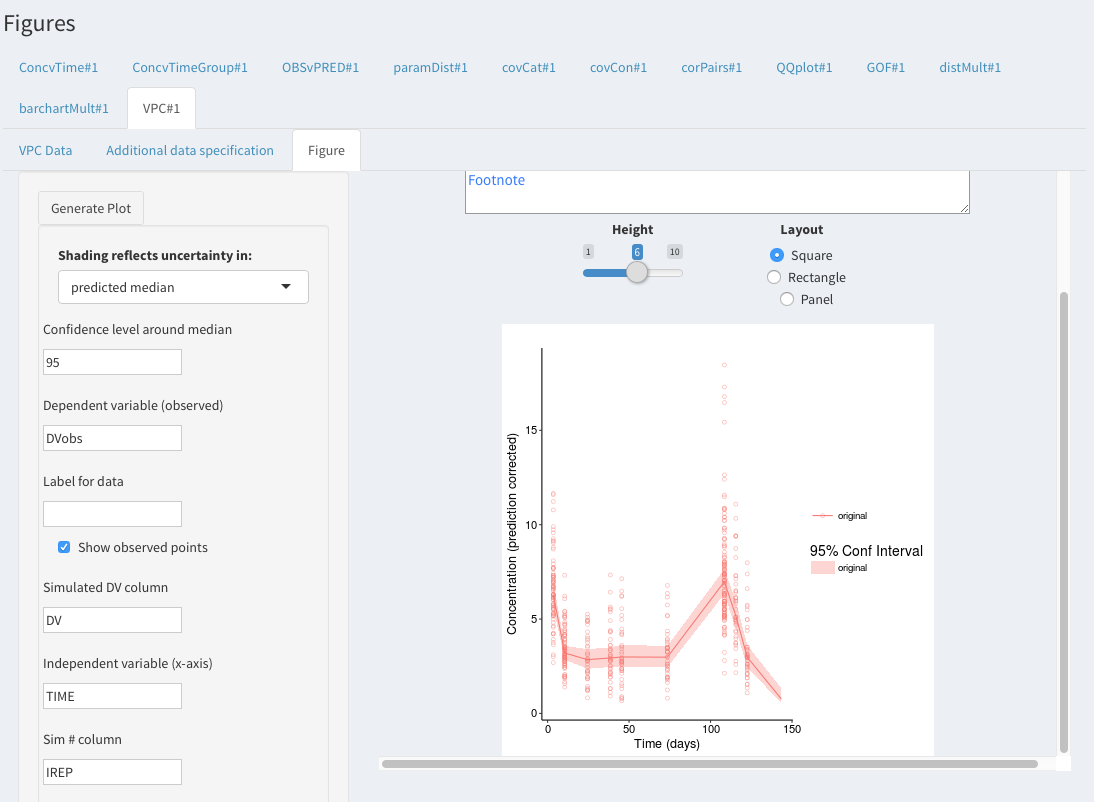 Figures
ConcvTime#1 ConcvTimeGroup#1 OBSvPRED#1 paramDist#1 covCat#1 covCon#1 corPairs#1 QQplot#1 GOF#1 distMult#1
barchartMult#1 VPC#1
VPC Data Additional data specification Figure
Generate Plot
Shading reflects uncertainty in:
predicted median
Confidence level around median
95
Dependent variable (observed)
DVobs
Label for data
Show observed points
Simulated DV column
DV
Independent variable (x-axis)
TIME
Sim # column
IREP
Footnote
Height
1 6 10
Layout
Square
Rectangle
Panel
Concentration (prediction corrected)
15
10
5
0
0 50 100 150
Time (days)
original
95% Conf Interval
original